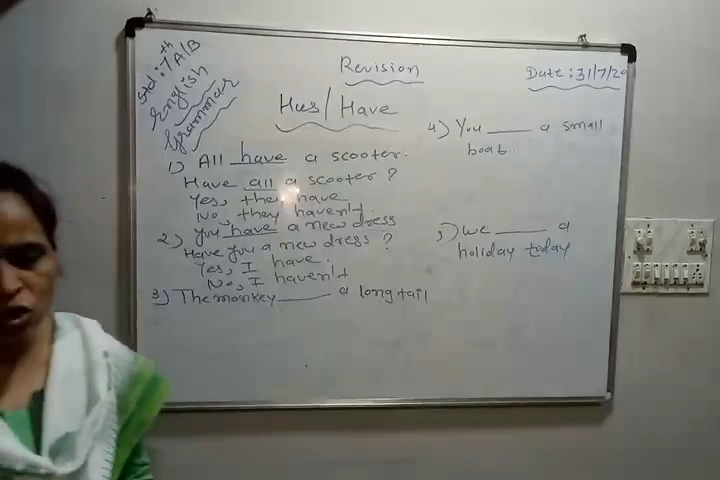 Std : 7th A/B
English
Grammar
Revision
Date : 31/7/20
Has/Have
1) All have a scooter.
Have all a scooter ?
Yes, they have
No, they haven't.
2) You have a new dress
Have you a new dress ?
Yes, I have.
No, I haven't
3) The monkey ____ a long tail
4) You ____ a small
boat.
5) We ____ a
holiday today